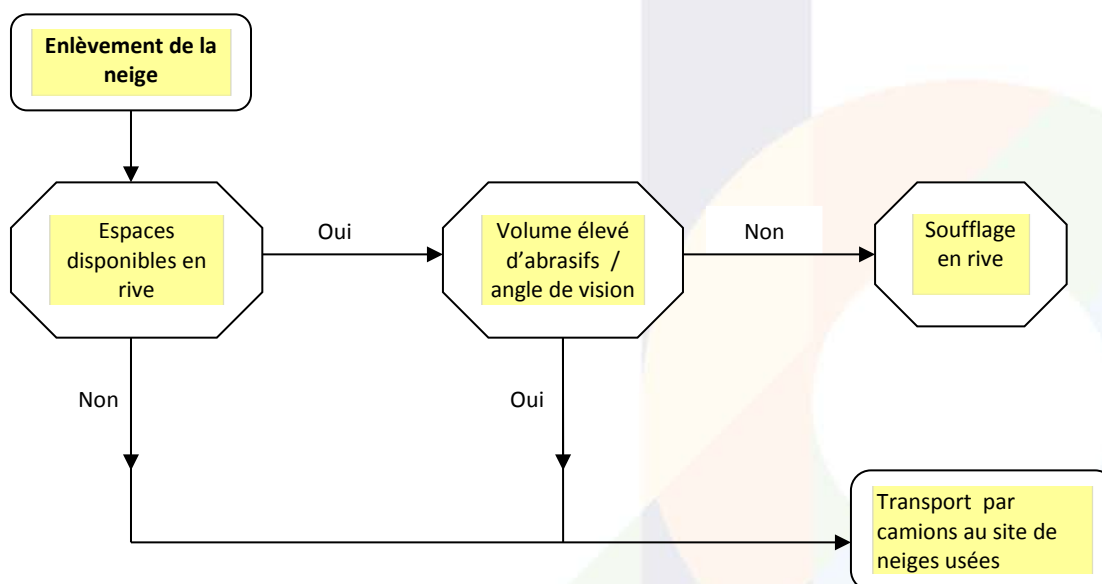 Enlèvement de la
neige
Espaces
disponibles en
rive
Oui
Volume élevé
d’abrasifs /
angle de vision
Non
Soufflage
en rive
Non
Oui
Transport par
camions au site de
neiges usées